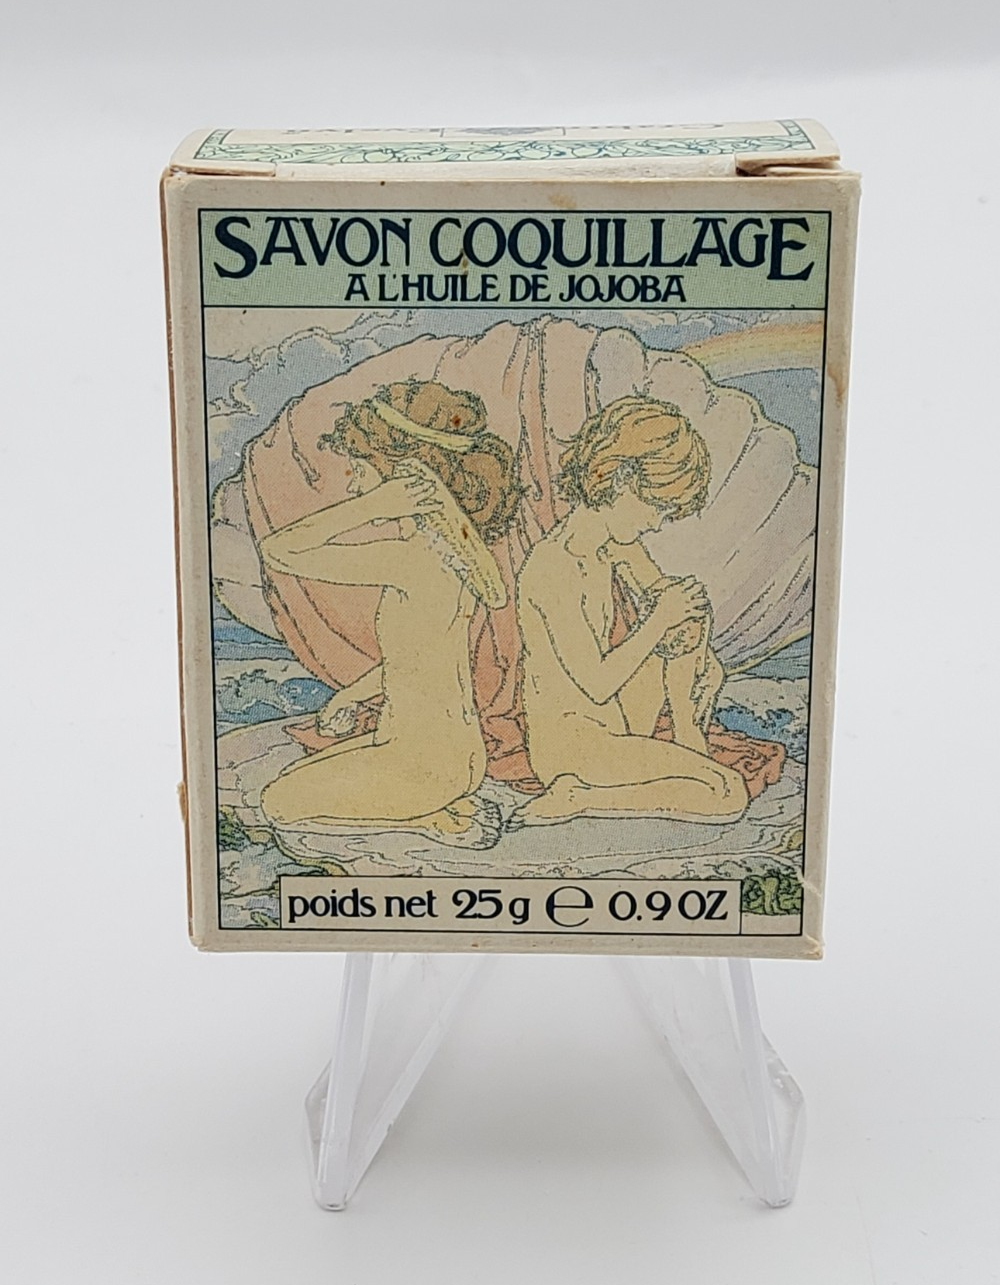 SAVON COQUILLAGE
A L'HUILE DE JOJOBA
poids net 25g ℮ 0.9 OZ